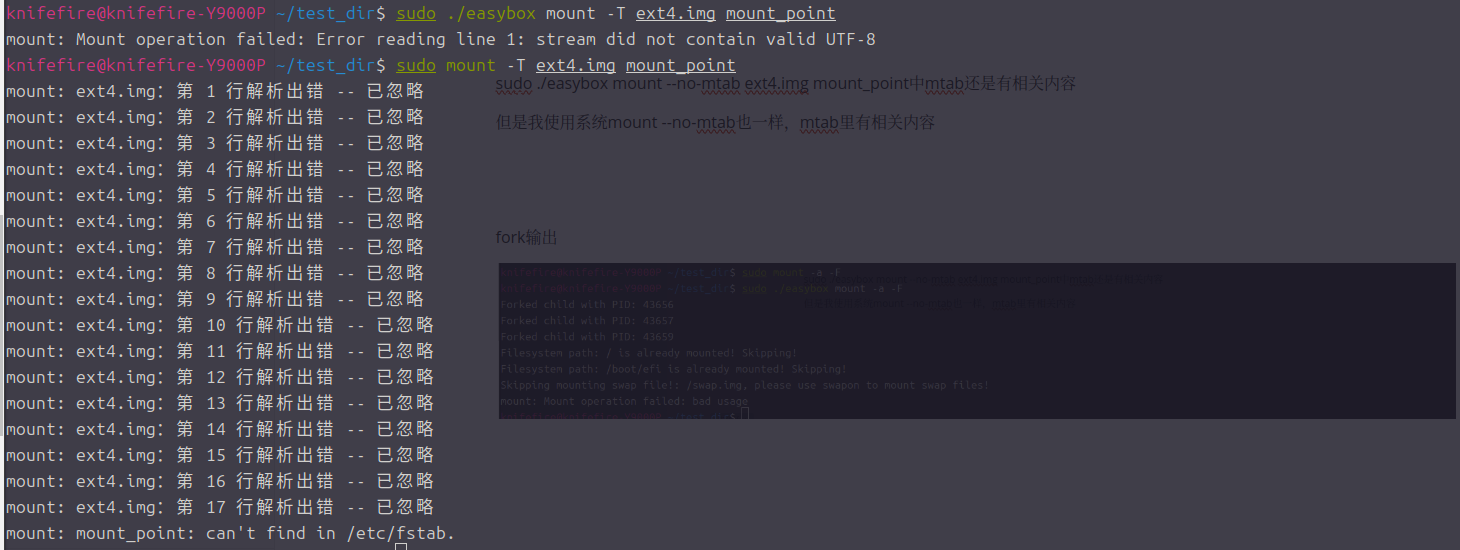 knifefire@knifefire-Y9000P ~/test_dir$ sudo ./easybox mount -T ext4.img mount_point
mount: Mount operation failed: Error reading line 1: stream did not contain valid UTF-8
knifefire@knifefire-Y9000P ~/test_dir$ sudo mount -T ext4.img mount_point
mount: ext4.img：第 1 行解析出错 -- 已忽略
mount: ext4.img：第 2 行解析出错 -- 已忽略
mount: ext4.img：第 3 行解析出错 -- 已忽略
mount: ext4.img：第 4 行解析出错 -- 已忽略
mount: ext4.img：第 5 行解析出错 -- 已忽略
mount: ext4.img：第 6 行解析出错 -- 已忽略
mount: ext4.img：第 7 行解析出错 -- 已忽略
mount: ext4.img：第 8 行解析出错 -- 已忽略
mount: ext4.img：第 9 行解析出错 -- 已忽略
mount: ext4.img：第 10 行解析出错 -- 已忽略
mount: ext4.img：第 11 行解析出错 -- 已忽略
mount: ext4.img：第 12 行解析出错 -- 已忽略
mount: ext4.img：第 13 行解析出错 -- 已忽略
mount: ext4.img：第 14 行解析出错 -- 已忽略
mount: ext4.img：第 15 行解析出错 -- 已忽略
mount: ext4.img：第 16 行解析出错 -- 已忽略
mount: ext4.img：第 17 行解析出错 -- 已忽略
mount: mount_point: can't find in /etc/fstab.
sudo ./easybox mount --no-mtab ext4.img mount_point中mtab还是有相关内容
但是我使用系统mount --no-mtab也一样，mtab里有相关内容
fork输出
knifefire@knifefire-Y9000P ~/test_dir$ sudo mount -a -F
knifefire@knifefire-Y9000P ~/test_dir$ sudo ./easybox mount -a -F
Forked child with PID: 43656
Forked child with PID: 43657
Forked child with PID: 43659
Filesystem path: / is already mounted! Skipping!
Filesystem path: /boot/efi is already mounted! Skipping!
Skipping mounting swap file!: /swap.img, please use swapon to mount swap files!
mount: Mount operation failed: bad usage
knifefire@knifefire-Y9000P ~/test_dir$